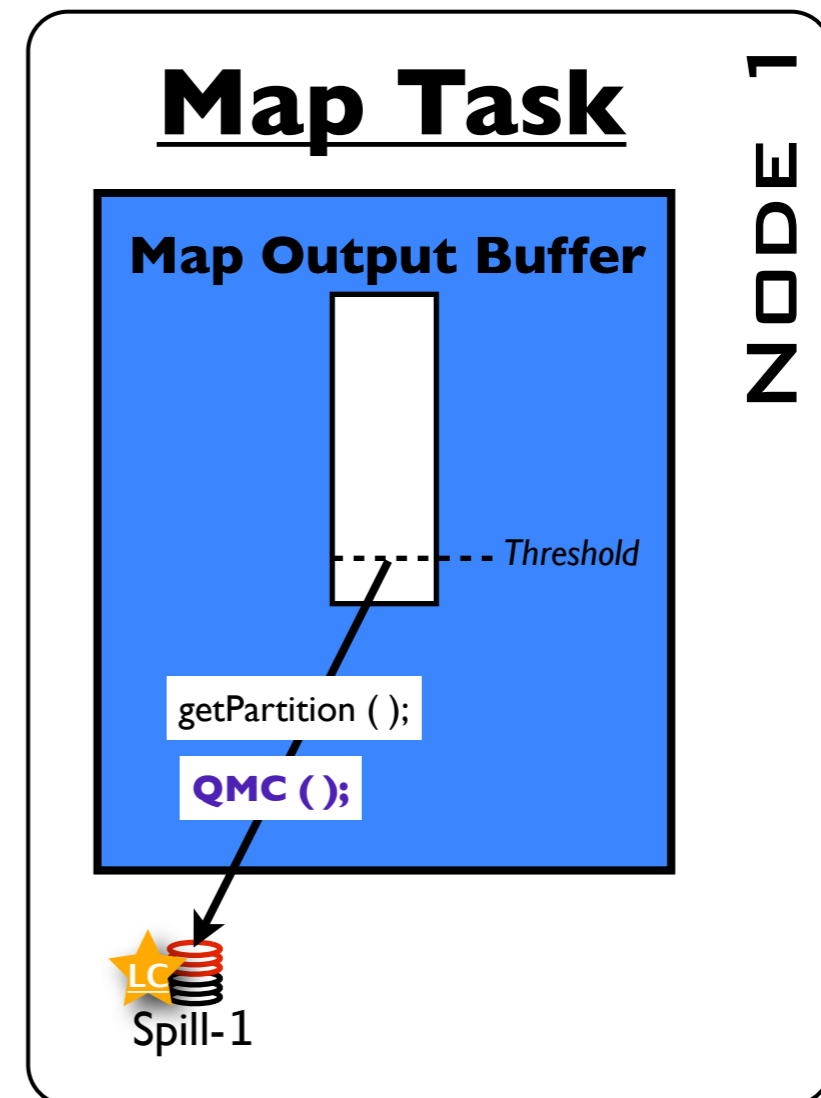 Map Task
NODE 1
Map Output Buffer
Threshold
getPartition ( );
QMC ( );
LC
Spill-1